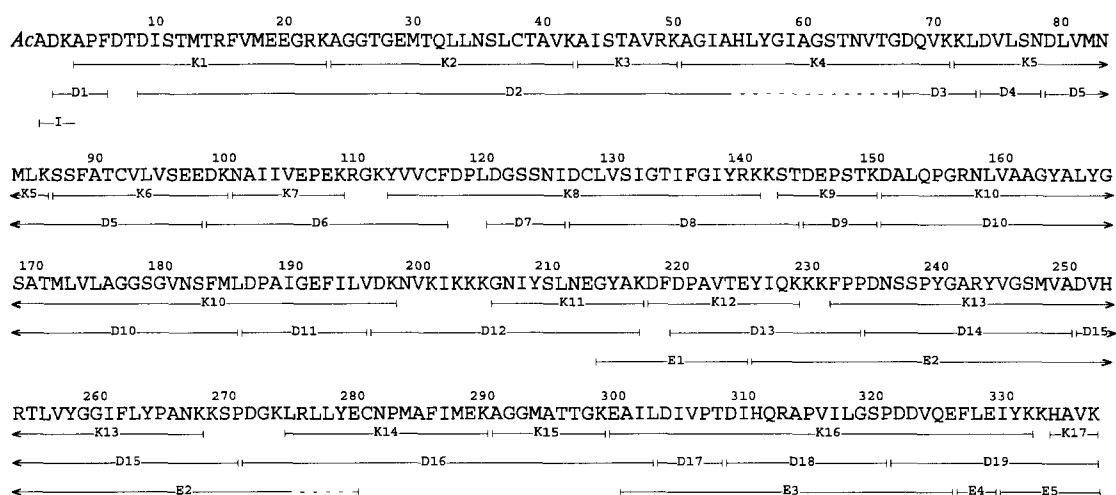 10 20 30 40 50 60 70 80
AcADKAPFDTDISTMTRFVMEEGRKAGGTGEMTQLLNSLCTAVKAISTAVRKAGIAHLYGIAGSTNVTGDQVKKLDVLSNDLVMN
K1 K2 K3 K4 K5
D1 D2 D3 D4 D5
I
90 100 110 120 130 140 150 160
MLKSSFATCVLVSEEDKNAIIVEPEKRGKYVVCFDPLDGSSNIDCLVSIGTIFGIYRKKSTDEPSTKDALQPGRNLVAAGYALYG
K5 K6 K7 K8 K9 K10
D5 D6 D7 D8 D9 D10
170 180 190 200 210 220 230 240 250
SATMLVLAGGSGVNSFMLDPAIGEFILVDKNVKIKKKGNIYSLNEGYAKDFDPAVTEYIQKKKFPPDNSSPYGARYVGSMVADVH
K10 K11 K12 K13
D10 D11 D12 D13 D14 D15
E1 E2
260 270 280 290 300 310 320 330
RTLVYGGIFLYPANKKSPDGKLRLLYECNPMAFIMEKAGGMATTGKEAILDIVPTDIHQRAPVILGSPDDVQEFLEIYKKHAVK
K13 K14 K15 K16 K17
D15 D16 D17 D18 D19
E2 E3 E4 E5